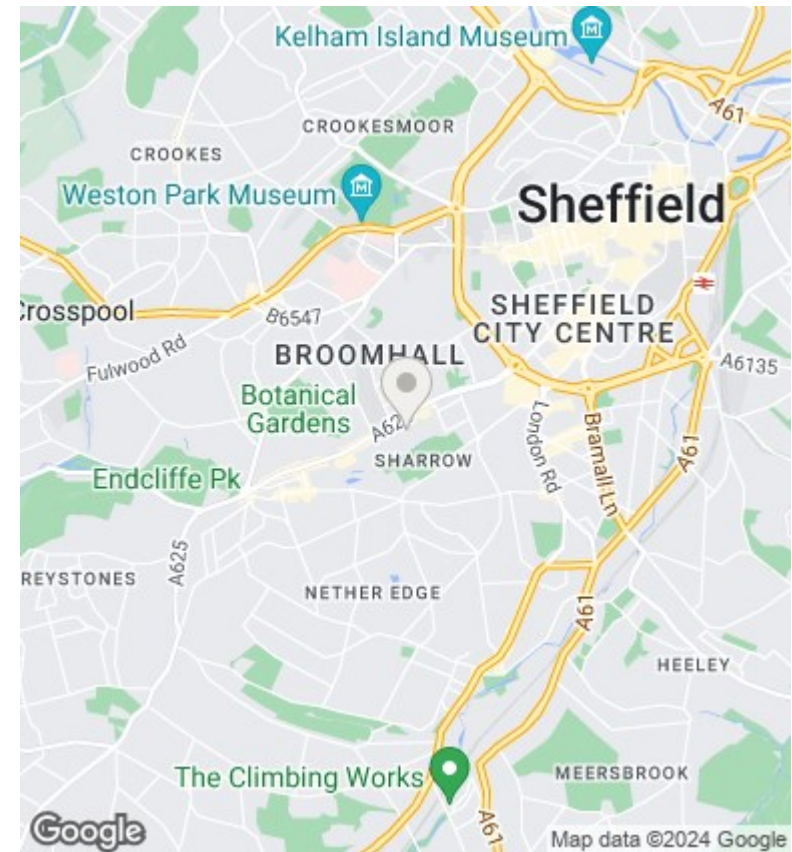 Kelham Island Museum
A61
CROOKESMOOR
CROOKES
Weston Park Museum
Sheffield
Crosspool
B6547
SHEFFIELD
CITY CENTRE
Fulwood Rd
BROOMHALL
A6135
Botanical
Gardens
A62
London Rd
Bramall Ln
SHARROW
A61
Endcliffe Pk
A625
REYSTONES
NETHER EDGE
A61
HEELEY
The Climbing Works
MEERSBROOK
A61
Google
Map data ©2024 Google